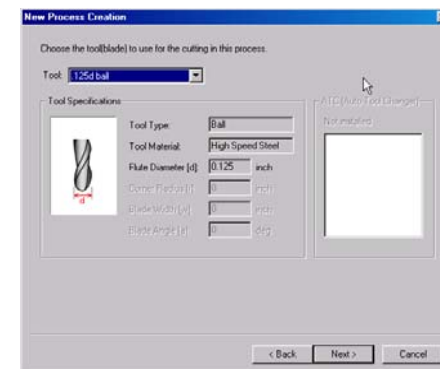 New Process Creation
Choose the tool(blade) to use for the cutting in this process.
Tool: .125d ball
Tool Specifications
ATC (Auto Tool Changer)
Not installed
Tool Type: Ball
Tool Material: High Speed Steel
Flute Diameter [d]: 0.125 inch
Corner Radius [r] 0 inch
Blade Width [w] 0 inch
Blade Angle [a] 0 deg
d
< Back
Next >
Cancel